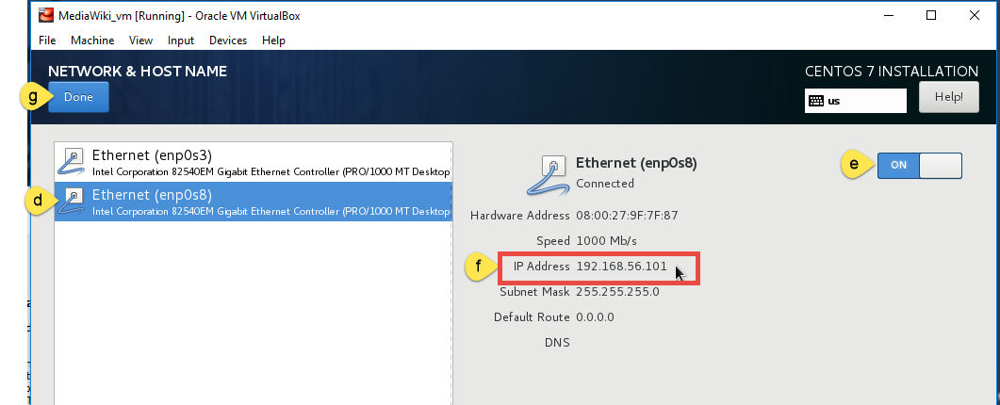 MediaWiki_vm [Running] - Oracle VM VirtualBox
File Machine View Input Devices Help
NETWORK & HOST NAME
CENTOS 7 INSTALLATION
g
Done
us
Help!
Ethernet (enp0s3)
Intel Corporation 82540EM Gigabit Ethernet Controller (PRO/1000 MT Desktop
d
Ethernet (enp0s8)
Intel Corporation 82540EM Gigabit Ethernet Controller (PRO/1000 MT Desktop
Ethernet (enp0s8)
Connected
e
ON
Hardware Address 08:00:27:9F:7F:87
Speed 1000 Mb/s
f
IP Address 192.168.56.101
Subnet Mask 255.255.255.0
Default Route 0.0.0.0
DNS